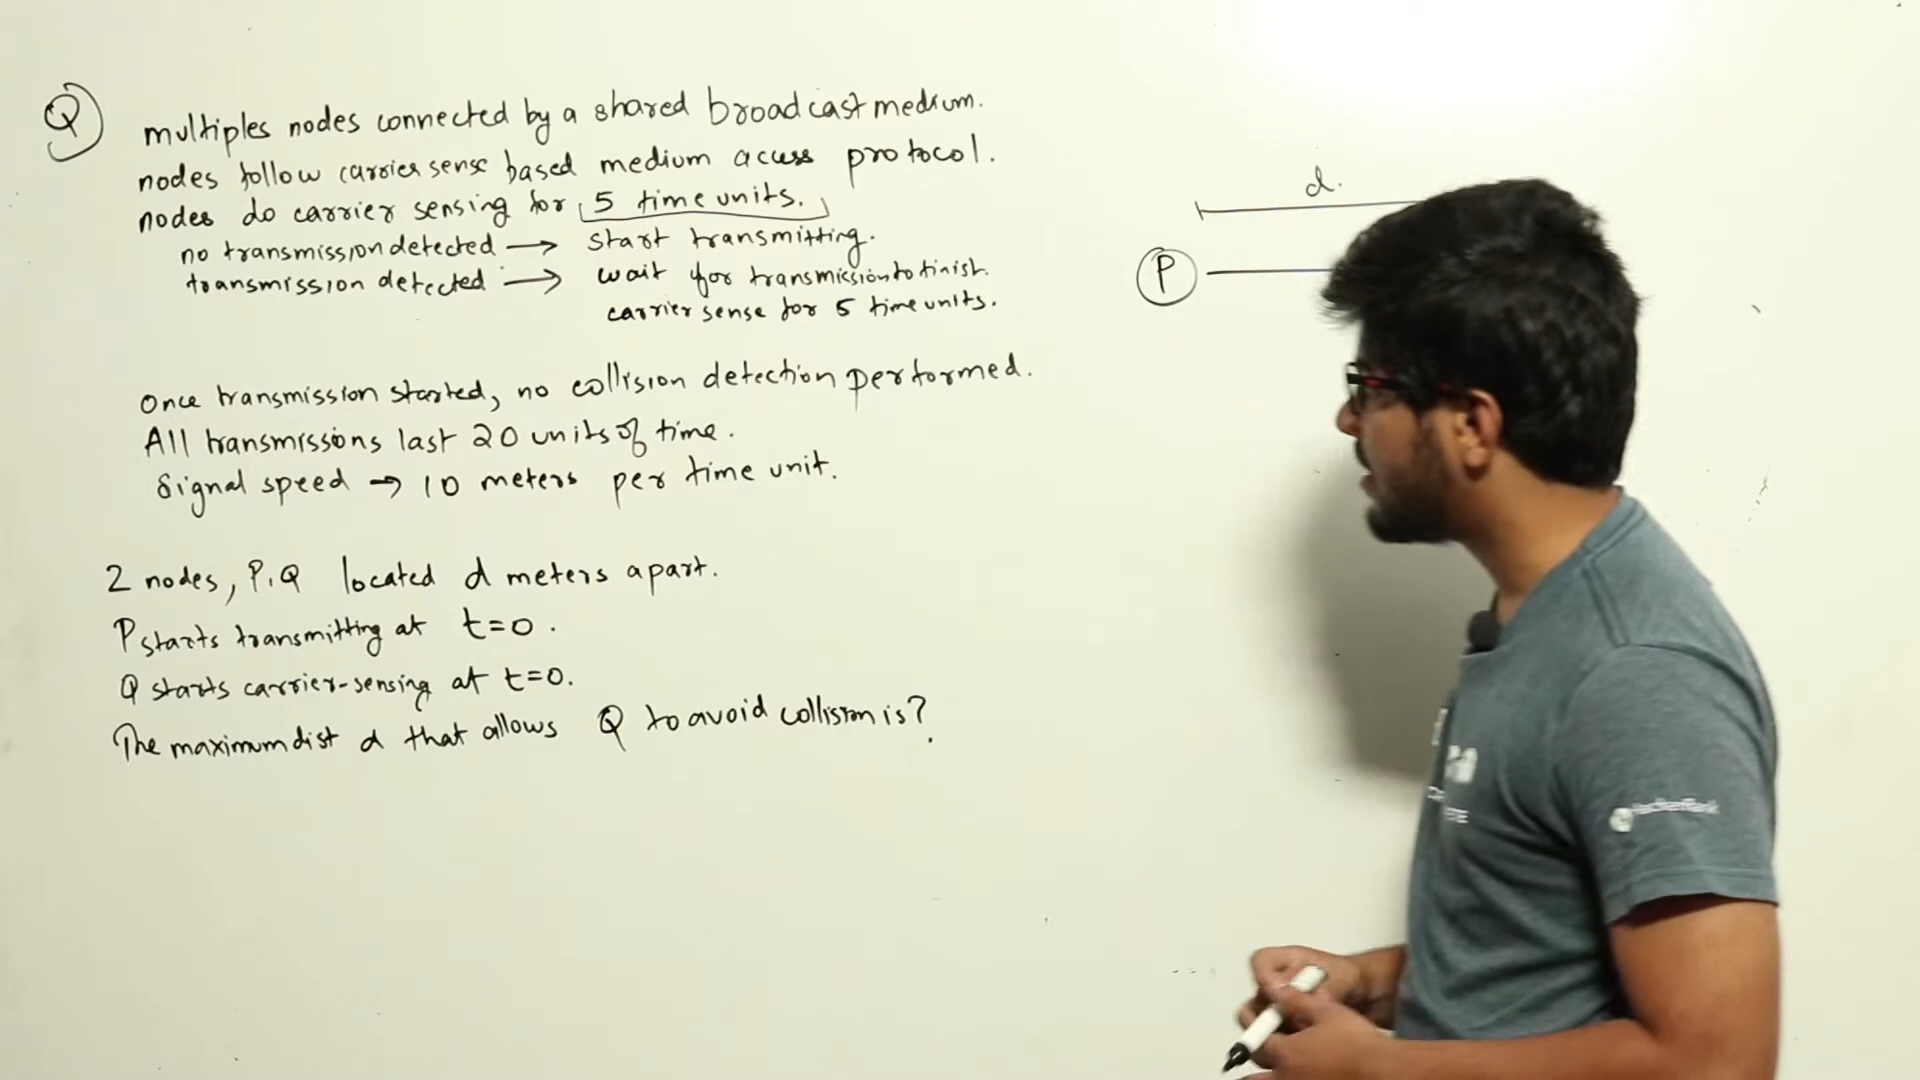 Q
multiples nodes connected by a shared broadcast medium.
nodes follow carrier sense based medium access protocol.
nodes do carrier sensing for 5 time units.
no transmission detected → start transmitting.
transmission detected → wait for transmission to finish.
carrier sense for 5 time units.
Once transmission started, no collision detection performed.
All transmissions last 20 units of time.
Signal speed → 10 meters per time unit.
2 nodes, P,Q located d meters apart.
P starts transmitting at t=0.
Q starts carrier-sensing at t=0.
The maximum dist d that allows Q to avoid collision is?
d.
P
HackerRank